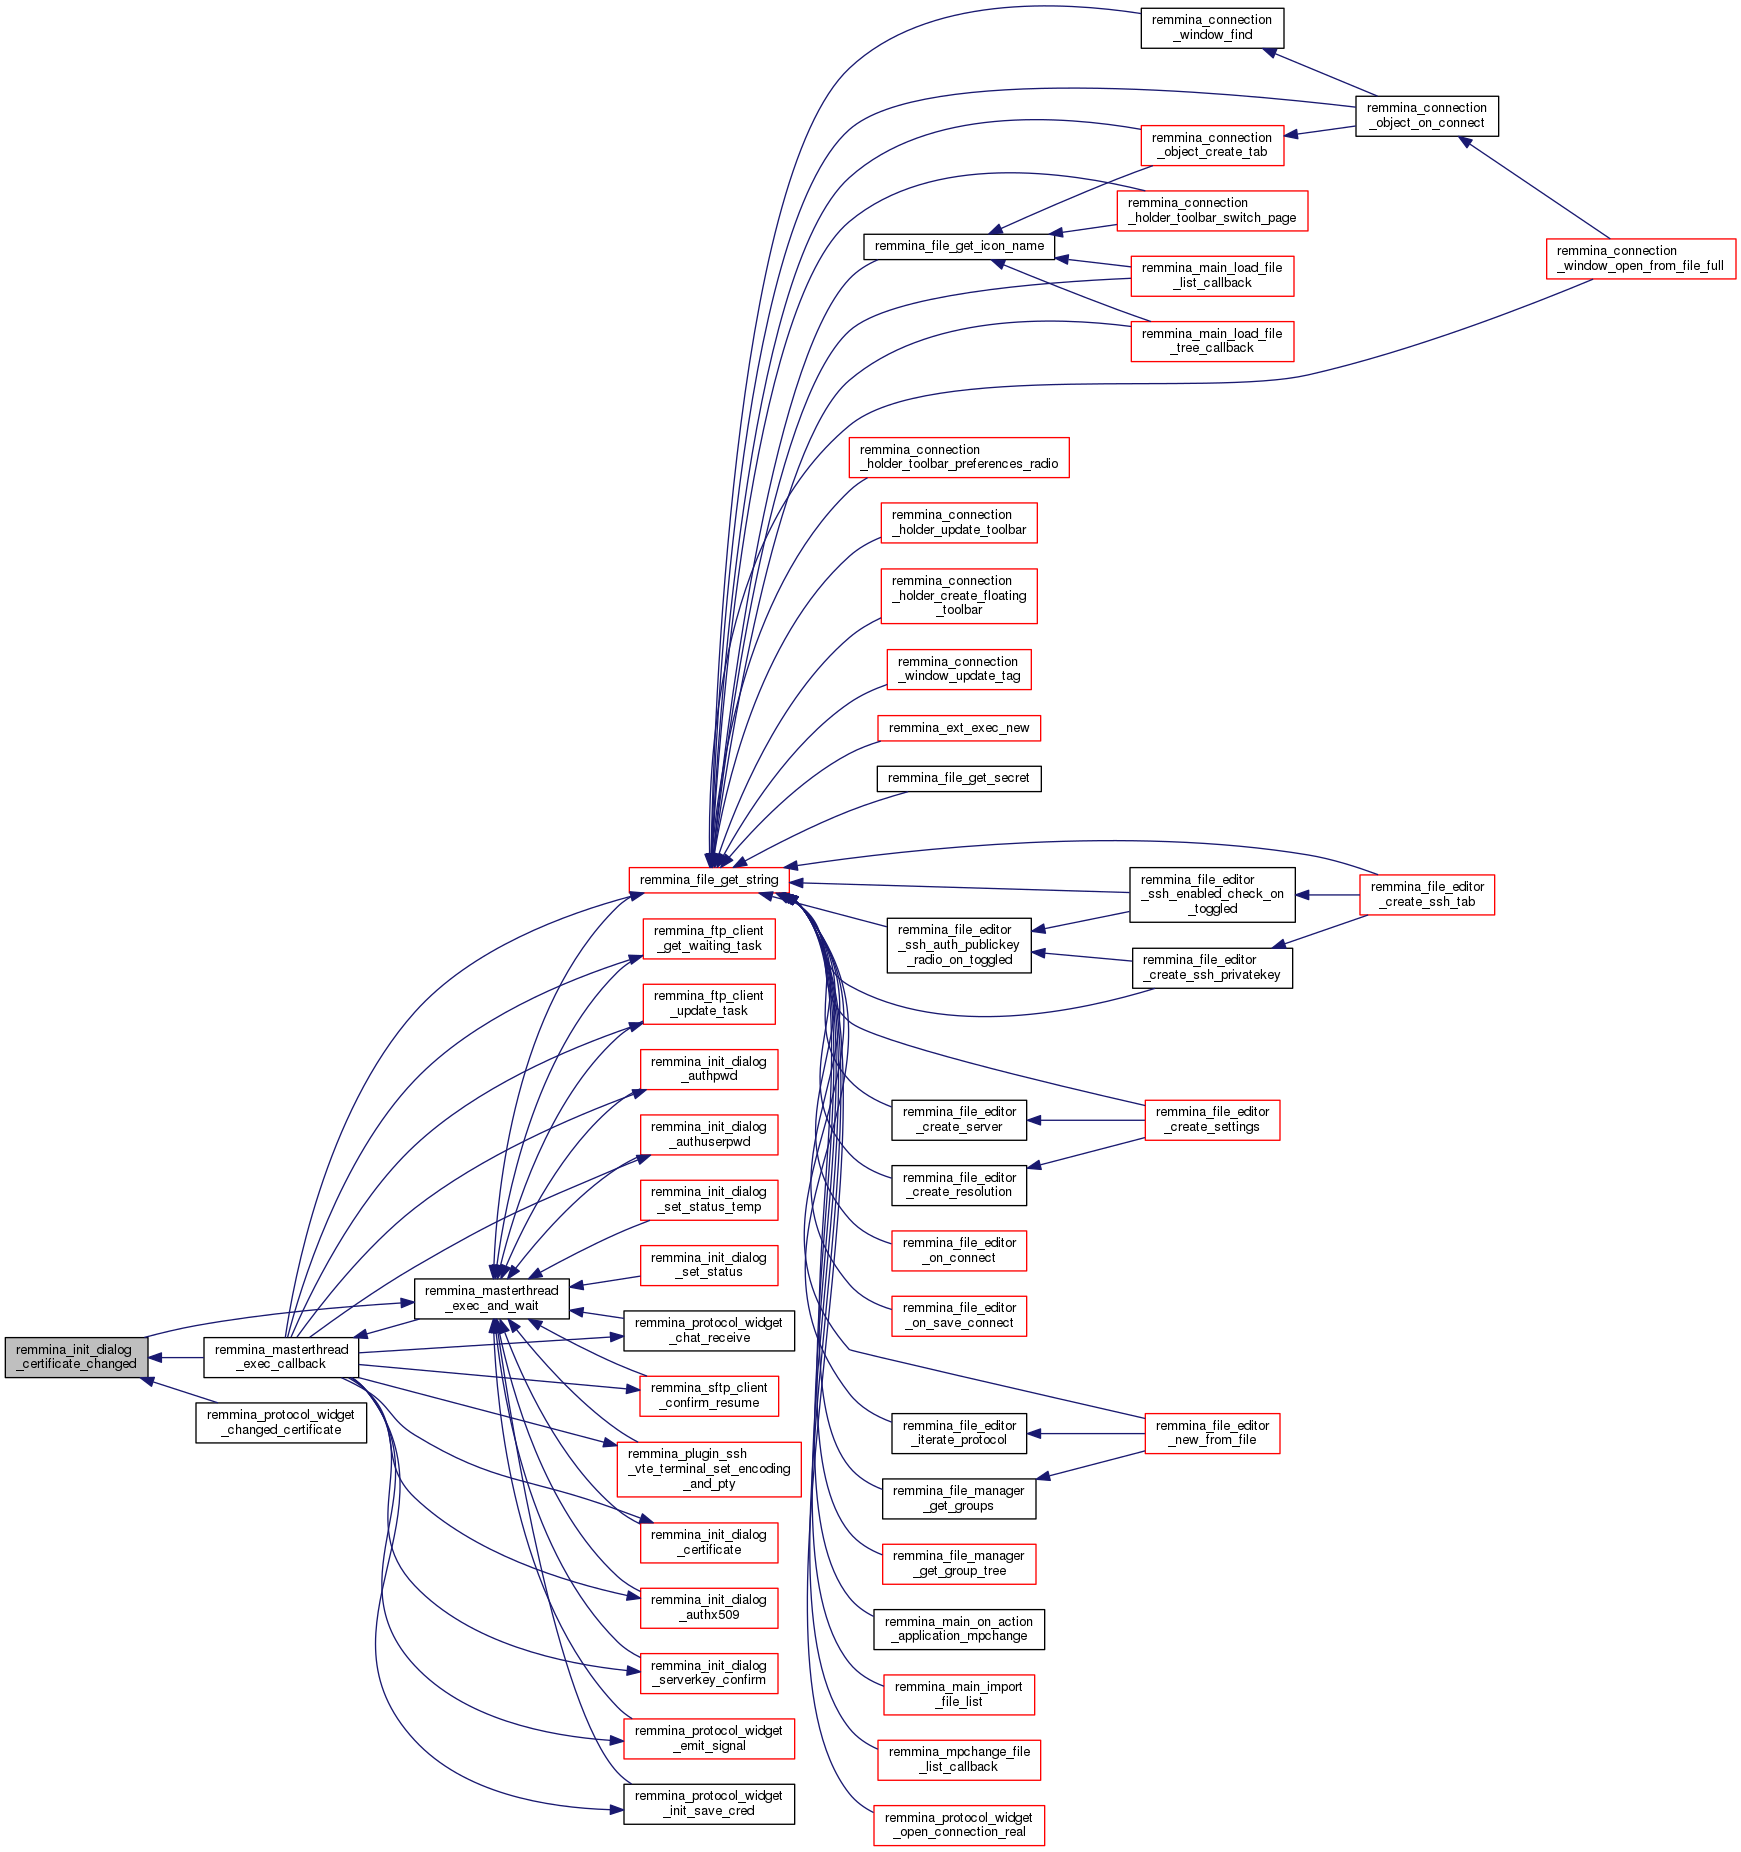 remmina_connection
_window_find
remmina_connection
_object_on_connect
remmina_connection
_object_create_tab
remmina_connection
_holder_toolbar_switch_page
remmina_file_get_icon_name
remmina_connection
_window_open_from_file_full
remmina_main_load_file
_list_callback
remmina_main_load_file
_tree_callback
remmina_connection
_holder_toolbar_preferences_radio
remmina_connection
_holder_update_toolbar
remmina_connection
_holder_create_floating
_toolbar
remmina_connection
_window_update_tag
remmina_ext_exec_new
remmina_file_get_secret
remmina_file_get_string
remmina_file_editor
_ssh_enabled_check_on
_toggled
remmina_file_editor
_create_ssh_tab
remmina_ftp_client
_get_waiting_task
remmina_file_editor
_ssh_auth_publickey
_radio_on_toggled
remmina_file_editor
_create_ssh_privatekey
remmina_ftp_client
_update_task
remmina_init_dialog
_authpwd
remmina_file_editor
_create_server
remmina_file_editor
_create_settings
remmina_init_dialog
_authuserpwd
remmina_file_editor
_create_resolution
remmina_init_dialog
_set_status_temp
remmina_file_editor
_on_connect
remmina_init_dialog
_set_status
remmina_masterthread
_exec_and_wait
remmina_file_editor
_on_save_connect
remmina_protocol_widget
_chat_receive
remmina_init_dialog
_certificate_changed
remmina_masterthread
_exec_callback
remmina_sftp_client
_confirm_resume
remmina_protocol_widget
_changed_certificate
remmina_file_editor
_iterate_protocol
remmina_file_editor
_new_from_file
remmina_plugin_ssh
_vte_terminal_set_encoding
_and_pty
remmina_file_manager
_get_groups
remmina_init_dialog
_certificate
remmina_file_manager
_get_group_tree
remmina_init_dialog
_authx509
remmina_main_on_action
_application_mpchange
remmina_init_dialog
_serverkey_confirm
remmina_main_import
_file_list
remmina_protocol_widget
_emit_signal
remmina_mpchange_file
_list_callback
remmina_protocol_widget
_init_save_cred
remmina_protocol_widget
_open_connection_real